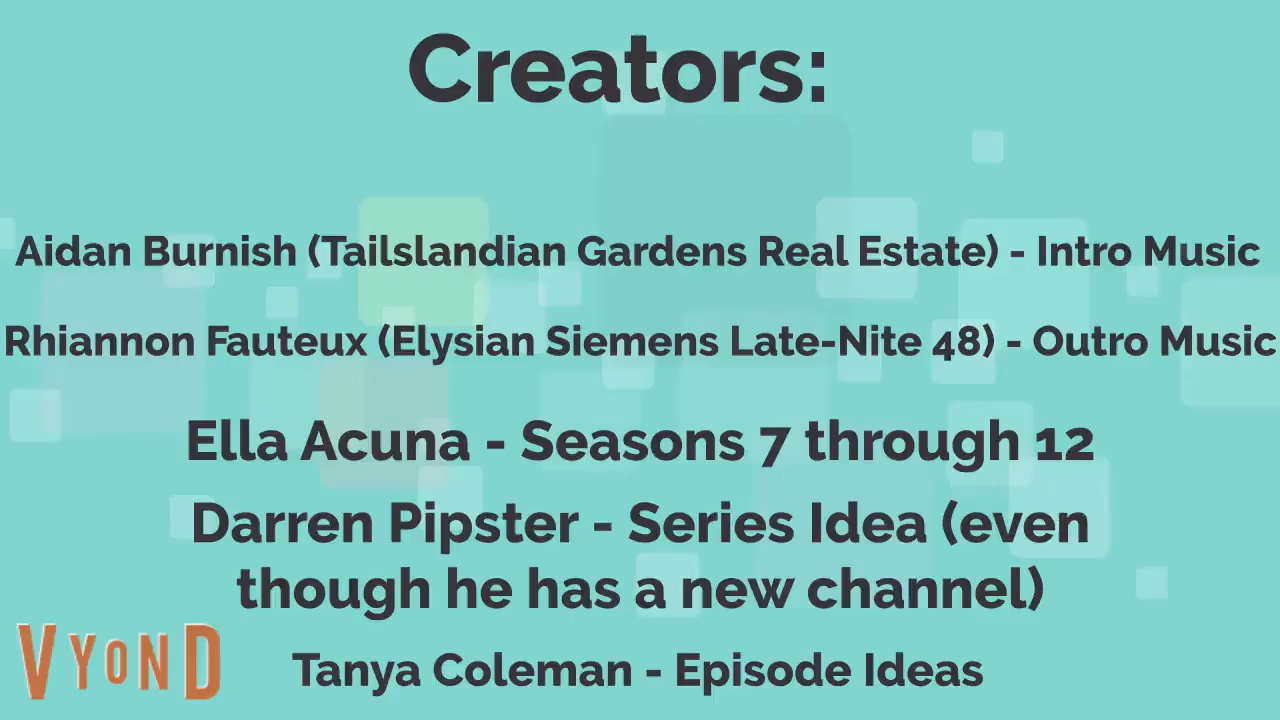 Creators:
Aidan Burnish (Tailslandian Gardens Real Estate) - Intro Music
Rhiannon Fauteux (Elysian Siemens Late-Nite 48) - Outro Music
Ella Acuna - Seasons 7 through 12
Darren Pipster - Series Idea (even
though he has a new channel)
Tanya Coleman - Episode Ideas
VYOND